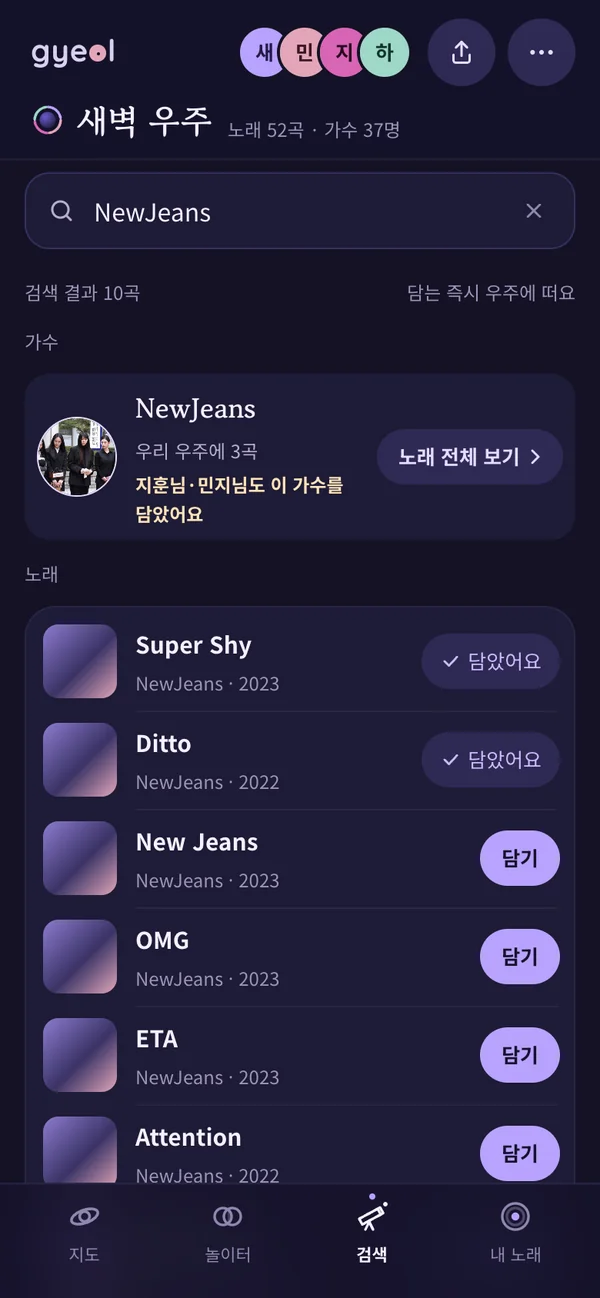 gyeol
새 민 지 하
새벽 우주 노래 52곡 · 가수 37명
NewJeans
검색 결과 10곡 담는 즉시 우주에 떠요
가수
NewJeans
우리 우주에 3곡
노래 전체 보기
지훈님·민지님도 이 가수를
담았어요
노래
Super Shy
NewJeans · 2023
담았어요
Ditto
NewJeans · 2022
담았어요
New Jeans
NewJeans · 2023
담기
OMG
NewJeans · 2023
담기
ETA
NewJeans · 2023
담기
Attention
NewJeans · 2022
담기
지도 놀이터 검색 내 노래